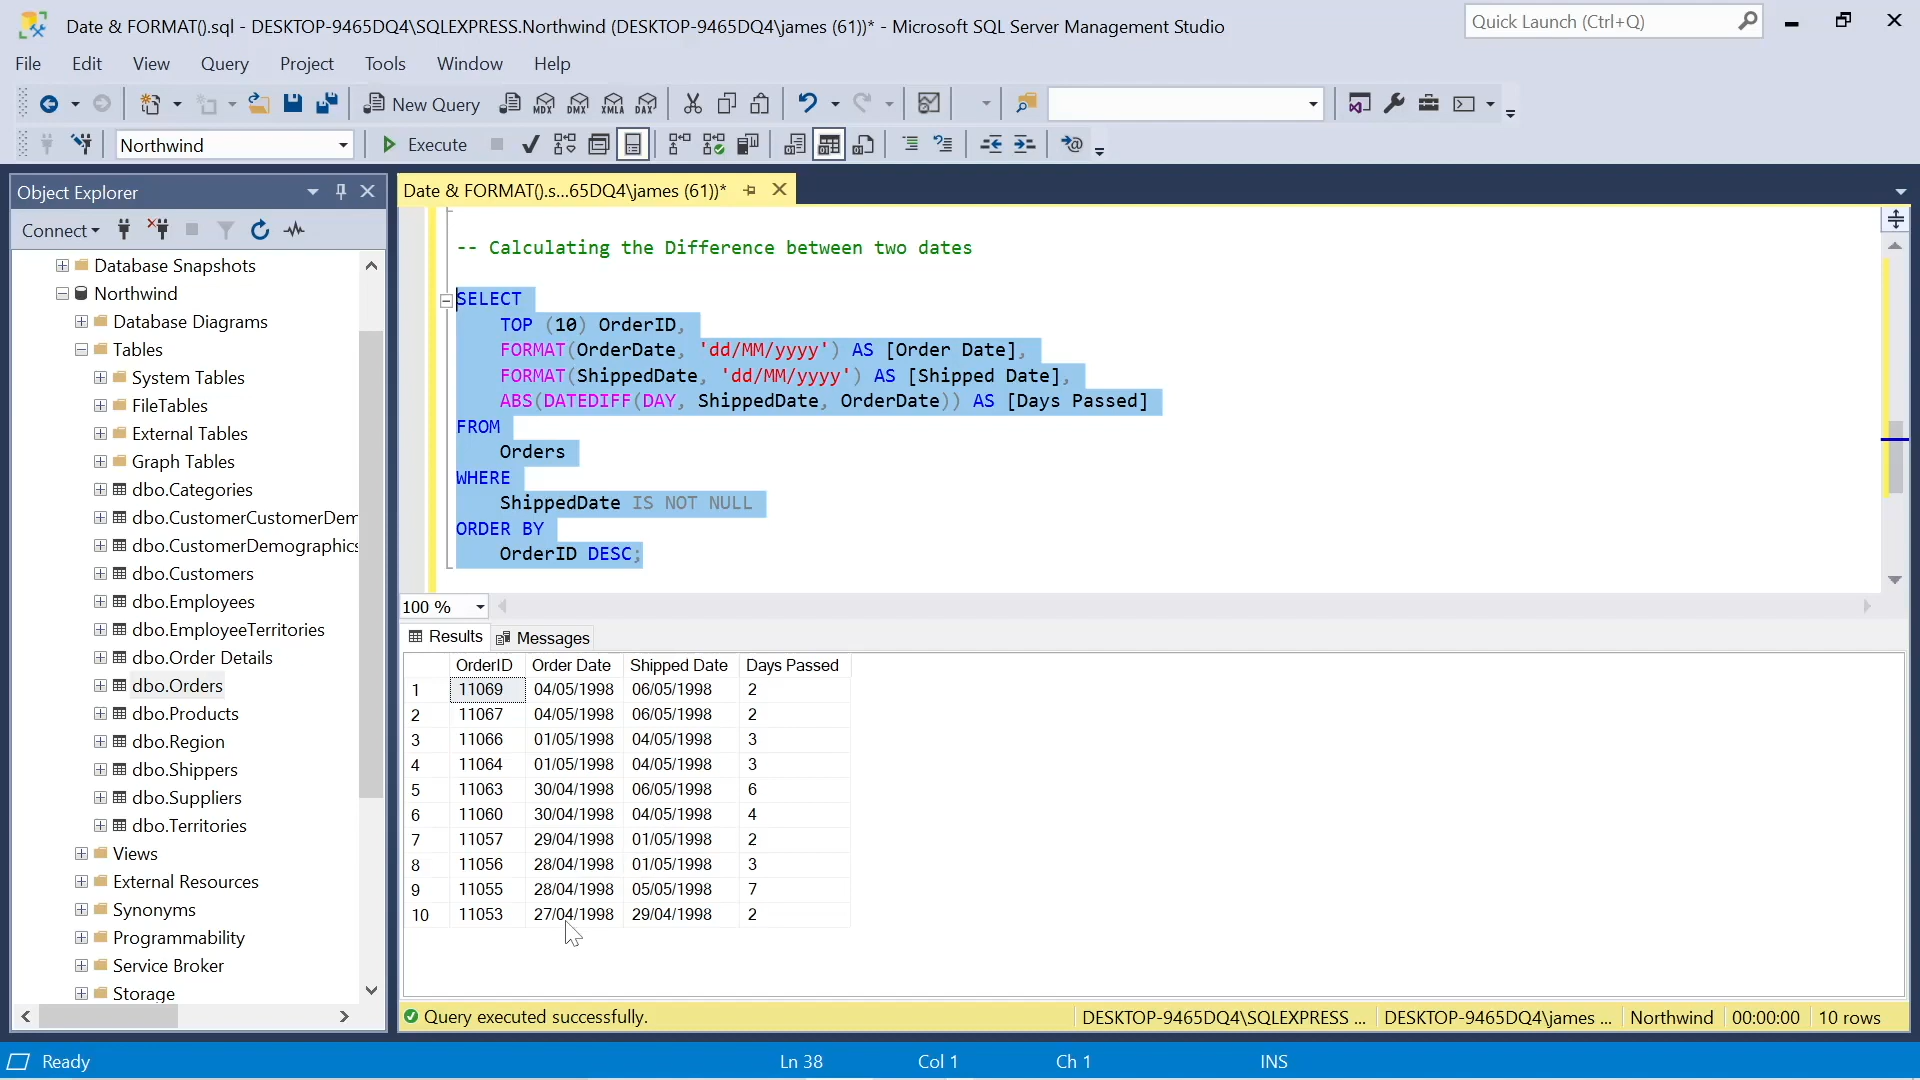 Date & FORMAT().sql - DESKTOP-9465DQ4\SQLEXPRESS.Northwind (DESKTOP-9465DQ4\james (61))* - Microsoft SQL Server Management Studio
Quick Launch (Ctrl+Q)
File Edit View Query Project Tools Window Help
New Query MDX DMX XMLA DAX
Northwind Execute
Object Explorer
Date & FORMAT().s...65DQ4\james (61))*
Connect
Database Snapshots
Northwind
Database Diagrams
Tables
System Tables
FileTables
External Tables
Graph Tables
dbo.Categories
dbo.CustomerCustomerDem
dbo.CustomerDemographics
dbo.Customers
dbo.Employees
dbo.EmployeeTerritories
dbo.Order Details
dbo.Orders
dbo.Products
dbo.Region
dbo.Shippers
dbo.Suppliers
dbo.Territories
Views
External Resources
Synonyms
Programmability
Service Broker
Storage
-- Calculating the Difference between two dates
SELECT
TOP (10) OrderID,
FORMAT(OrderDate, 'dd/MM/yyyy') AS [Order Date],
FORMAT(ShippedDate, 'dd/MM/yyyy') AS [Shipped Date],
ABS(DATEDIFF(DAY, ShippedDate, OrderDate)) AS [Days Passed]
FROM
Orders
WHERE
ShippedDate IS NOT NULL
ORDER BY
OrderID DESC;
100 %
Results Messages
OrderID Order Date Shipped Date Days Passed
1 11069 04/05/1998 06/05/1998 2
2 11067 04/05/1998 06/05/1998 2
3 11066 01/05/1998 04/05/1998 3
4 11064 01/05/1998 04/05/1998 3
5 11063 30/04/1998 06/05/1998 6
6 11060 30/04/1998 04/05/1998 4
7 11057 29/04/1998 01/05/1998 2
8 11056 28/04/1998 01/05/1998 3
9 11055 28/04/1998 05/05/1998 7
10 11053 27/04/1998 29/04/1998 2
Query executed successfully. DESKTOP-9465DQ4\SQLEXPRESS ... DESKTOP-9465DQ4\james ... Northwind 00:00:00 10 rows
Ready Ln 38 Col 1 Ch 1 INS